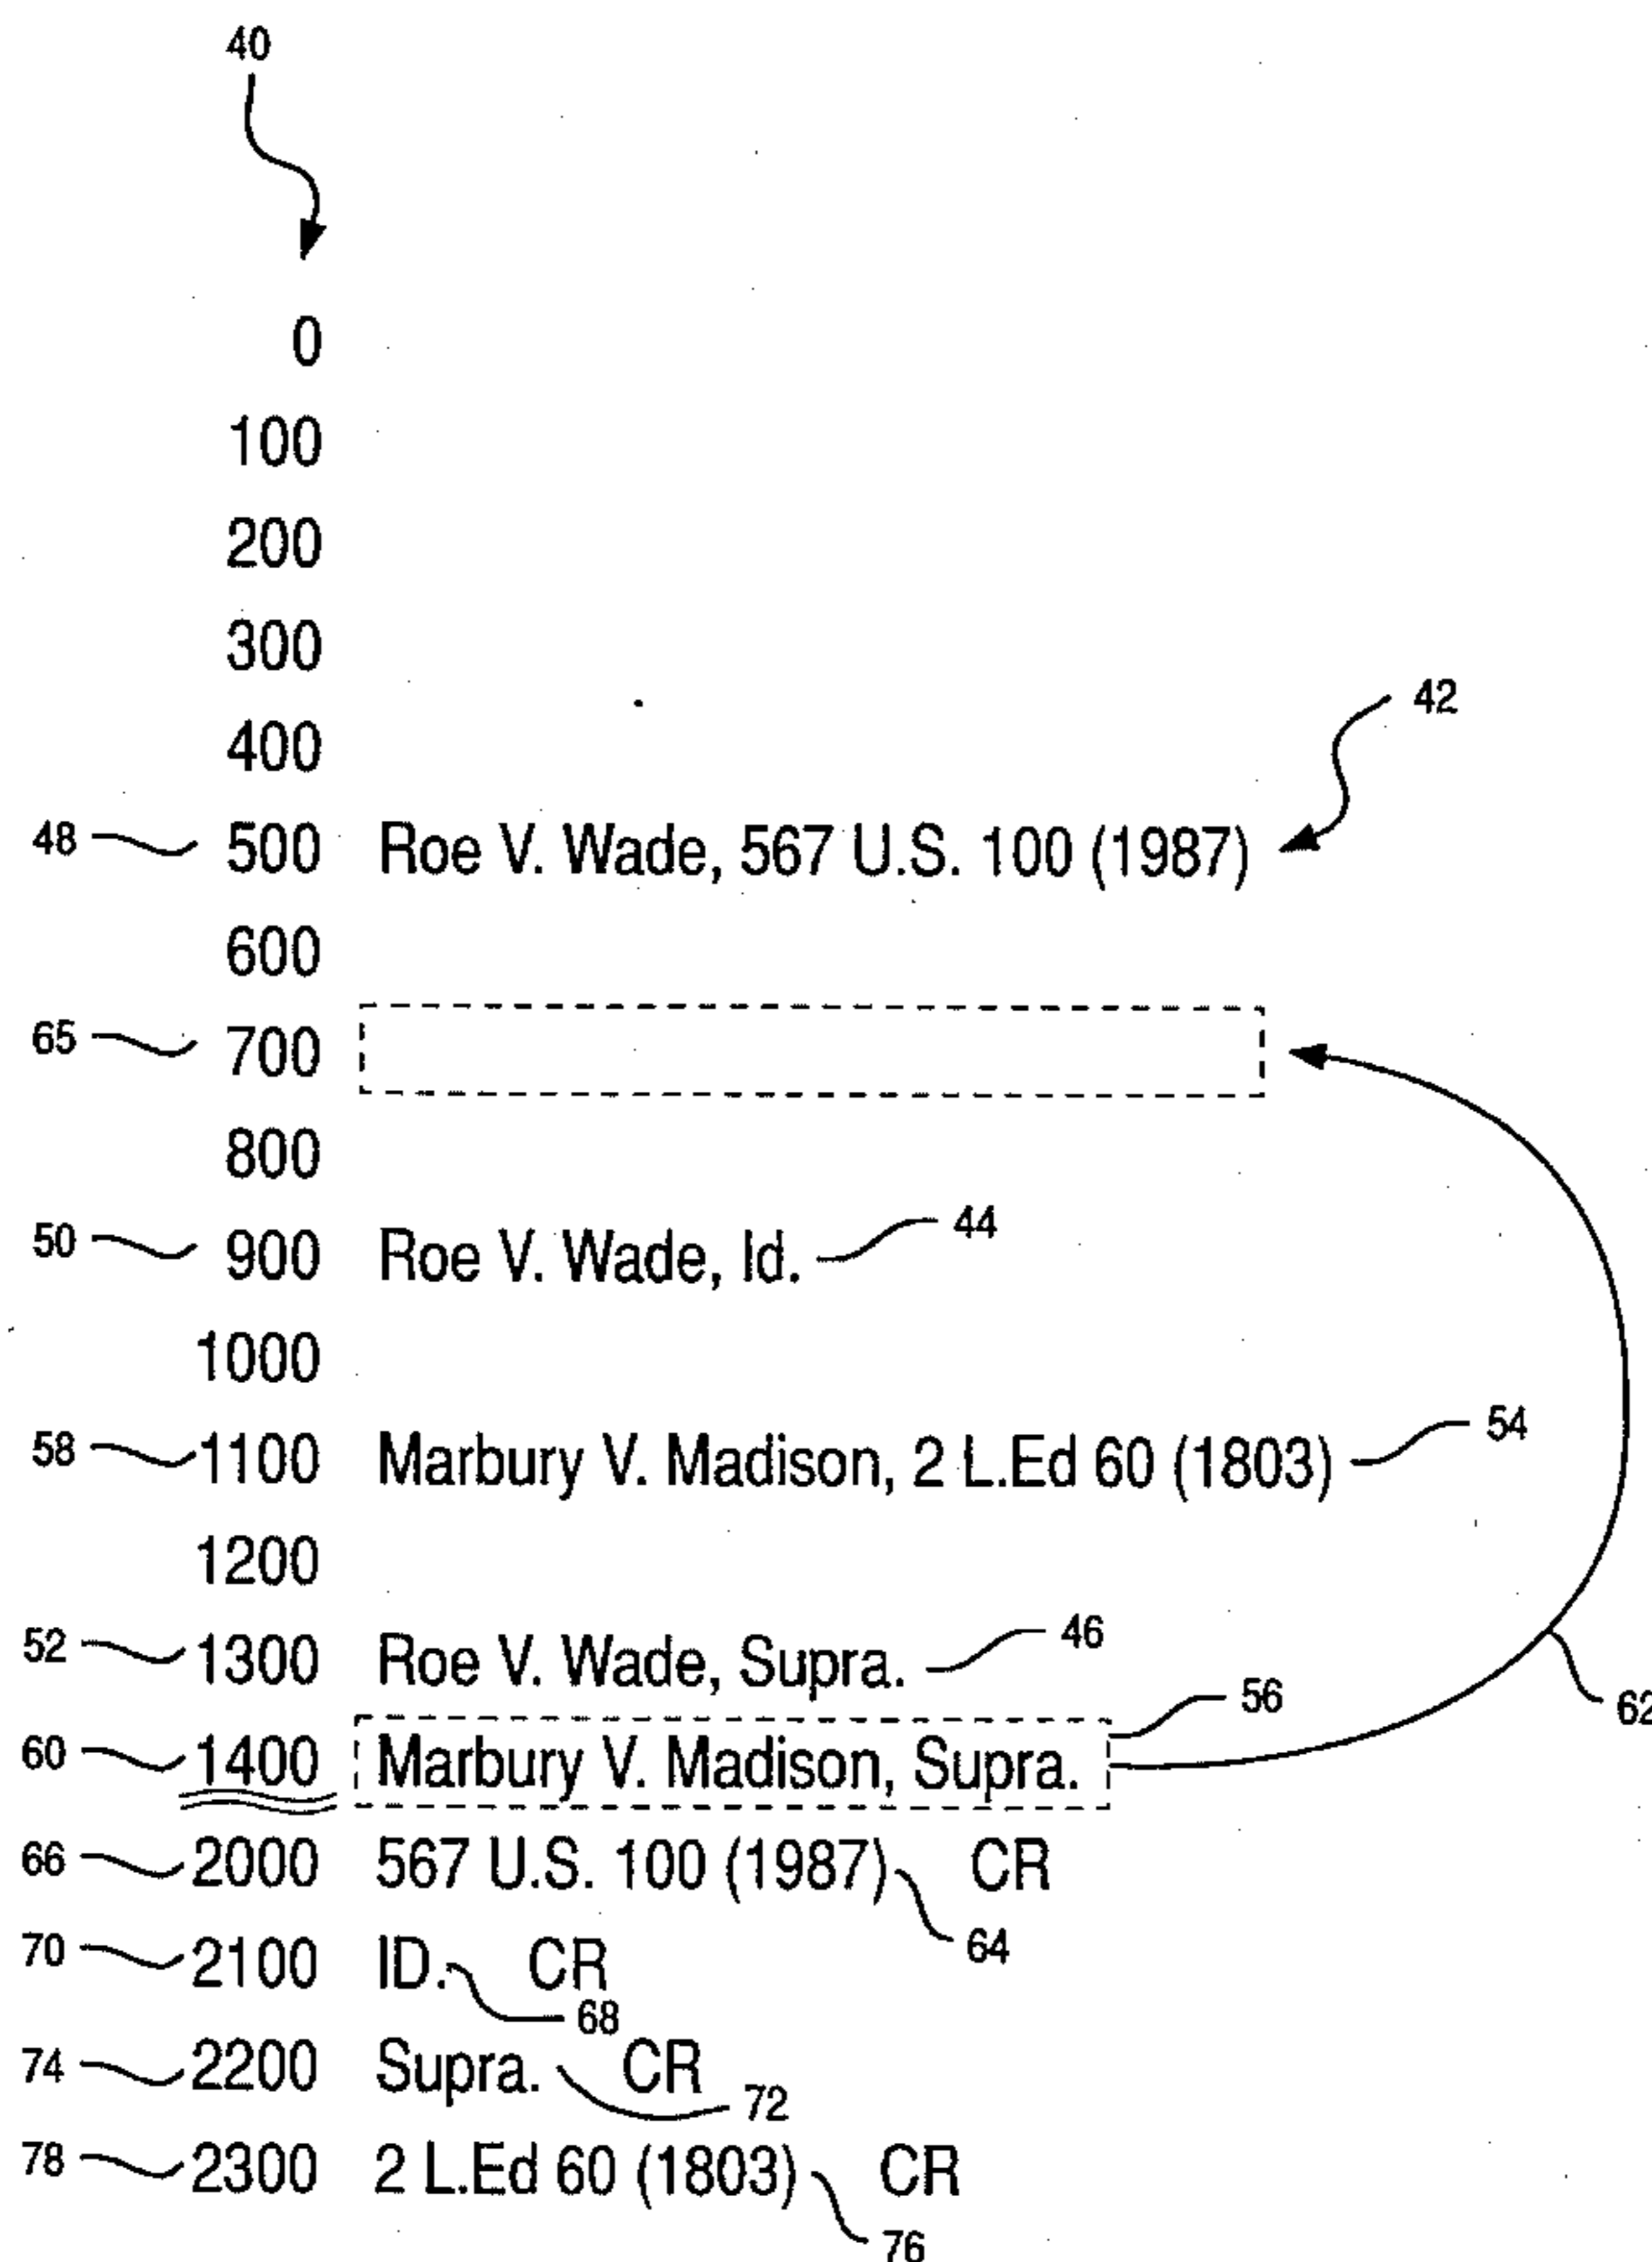 40
0
100
200
300
400
42
48 500 Roe V. Wade, 567 U.S. 100 (1987)
600
65 700
800
50 900 Roe V. Wade, Id. 44
1000
58 1100 Marbury V. Madison, 2 L.Ed 60 (1803) 54
1200
52 1300 Roe V. Wade, Supra. 46
56
62
60 1400 Marbury V. Madison, Supra.
66 2000 567 U.S. 100 (1987) CR
64
70 2100 ID. CR
68
74 2200 Supra. CR
72
78 2300 2 L.Ed 60 (1803) CR
76